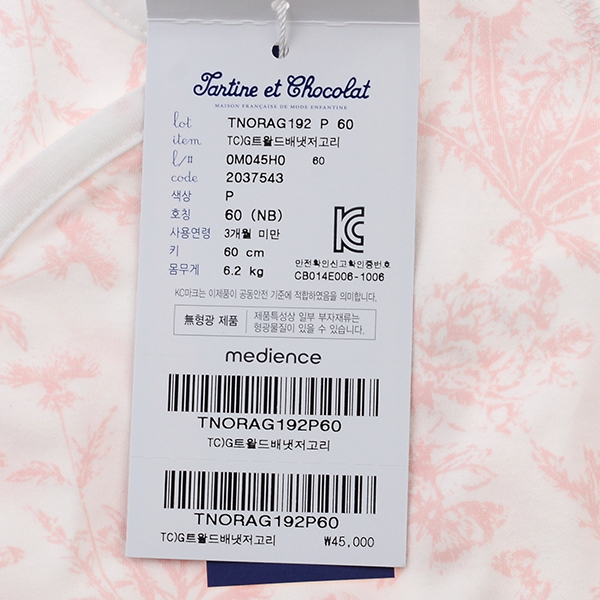 Tartine et Chocolat
MAISON FRANÇAISE DE MODE ENFANTINE
lot TNORAG192 P 60
item TC)G트왈드배냇저고리
l/# 0M045H0 60
code 2037543
색상 P
호칭 60 (NB)
사용연령 3개월 미만
키 60 cm
몸무게 6.2 kg
KC
안전확인신고확인증번호
CB014E006-1006
KC마크는 이제품이 공통안전 기준에 적합하였음을 의미합니다.
無형광 제품
제품특성상 일부 부자재류는
형광물질이 있을 수 있습니다.
medience
TNORAG192P60
TC)G트왈드배냇저고리
TNORAG192P60
TC)G트왈드배냇저고리 ₩45,000